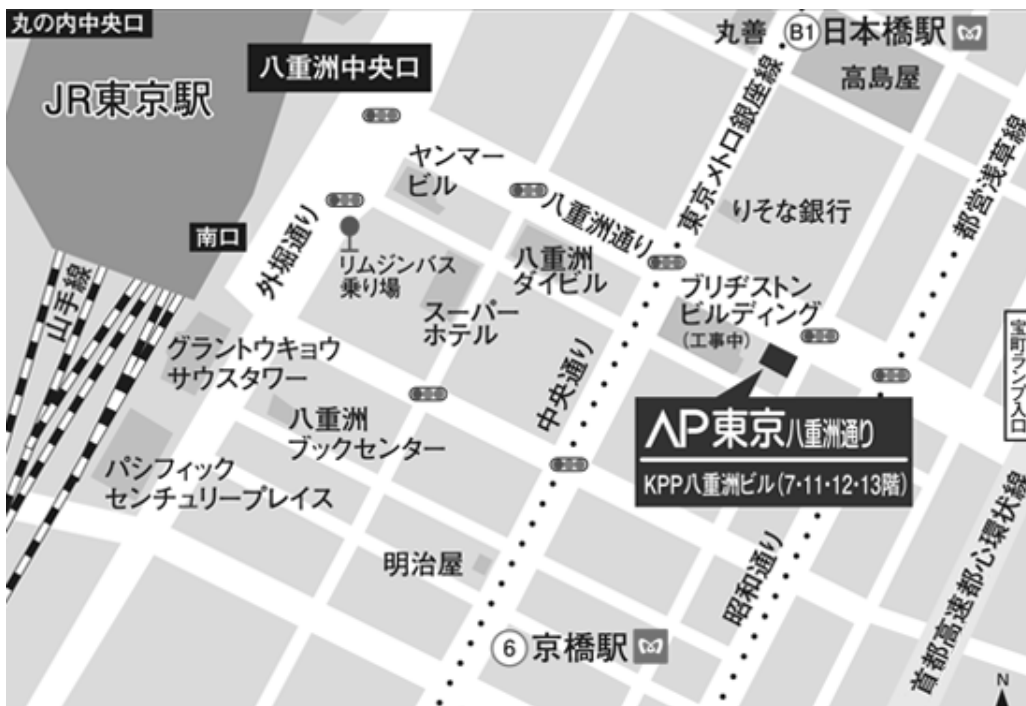 丸の内中央口
JR東京駅
八重洲中央口
丸善
B1
日本橋駅
高島屋
ヤンマー
ビル
八重洲通り
東京メトロ銀座線
都営浅草線
りそな銀行
南口
外堀通り
リムジンバス
乗り場
八重洲
ダイビル
スーパー
ホテル
ブリヂストン
ビルディング
(工事中)
山手線
グラントウキョウ
サウスタワー
中央通り
宝町ランプ入口
八重洲
ブックセンター
AP東京八重洲通り
KPP八重洲ビル(7・11・12・13階)
パシフィック
センチュリープレイス
明治屋
昭和通り
首都高速都心環状線
6
京橋駅
N